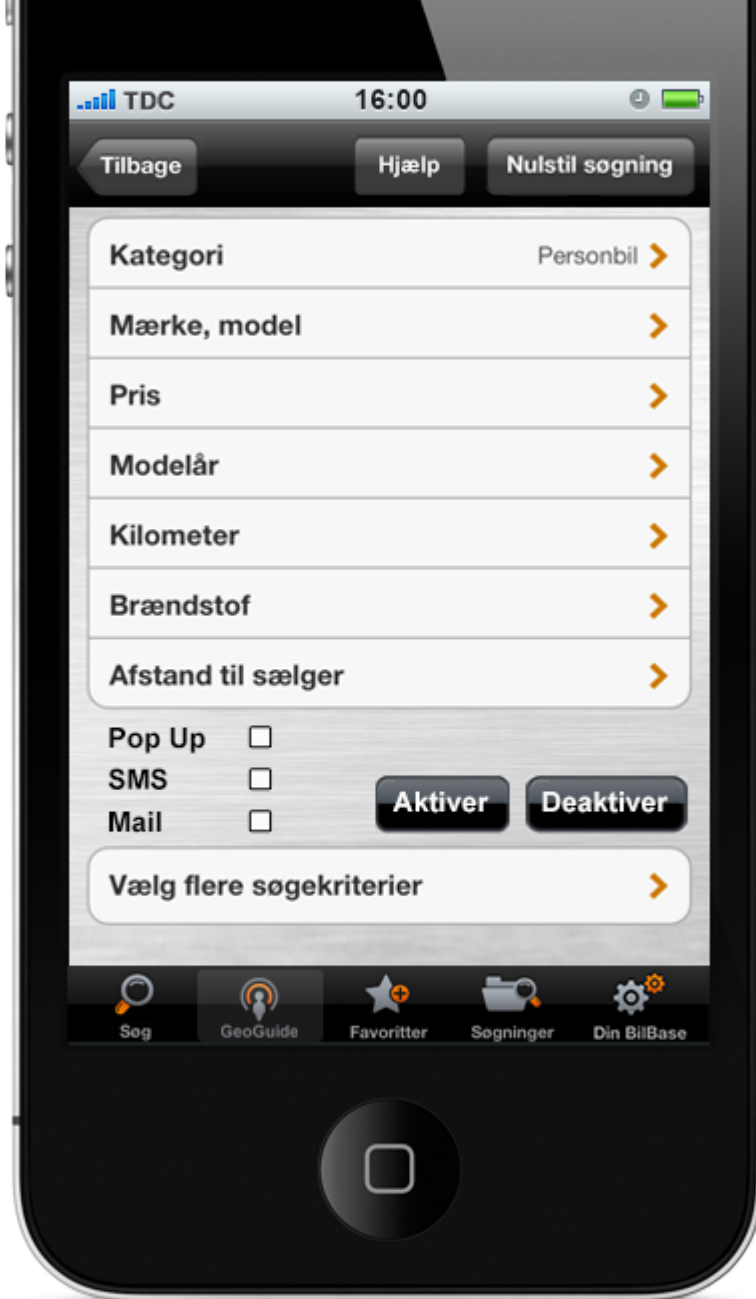 TDC 16:00
Tilbage Hjælp Nulstil søgning
Kategori Personbil
Mærke, model
Pris
Modelår
Kilometer
Brændstof
Afstand til sælger
Pop Up
SMS
Mail
Aktiver Deaktiver
Vælg flere søgekriterier
Søg GeoGuide Favoritter Søgninger Din BilBase